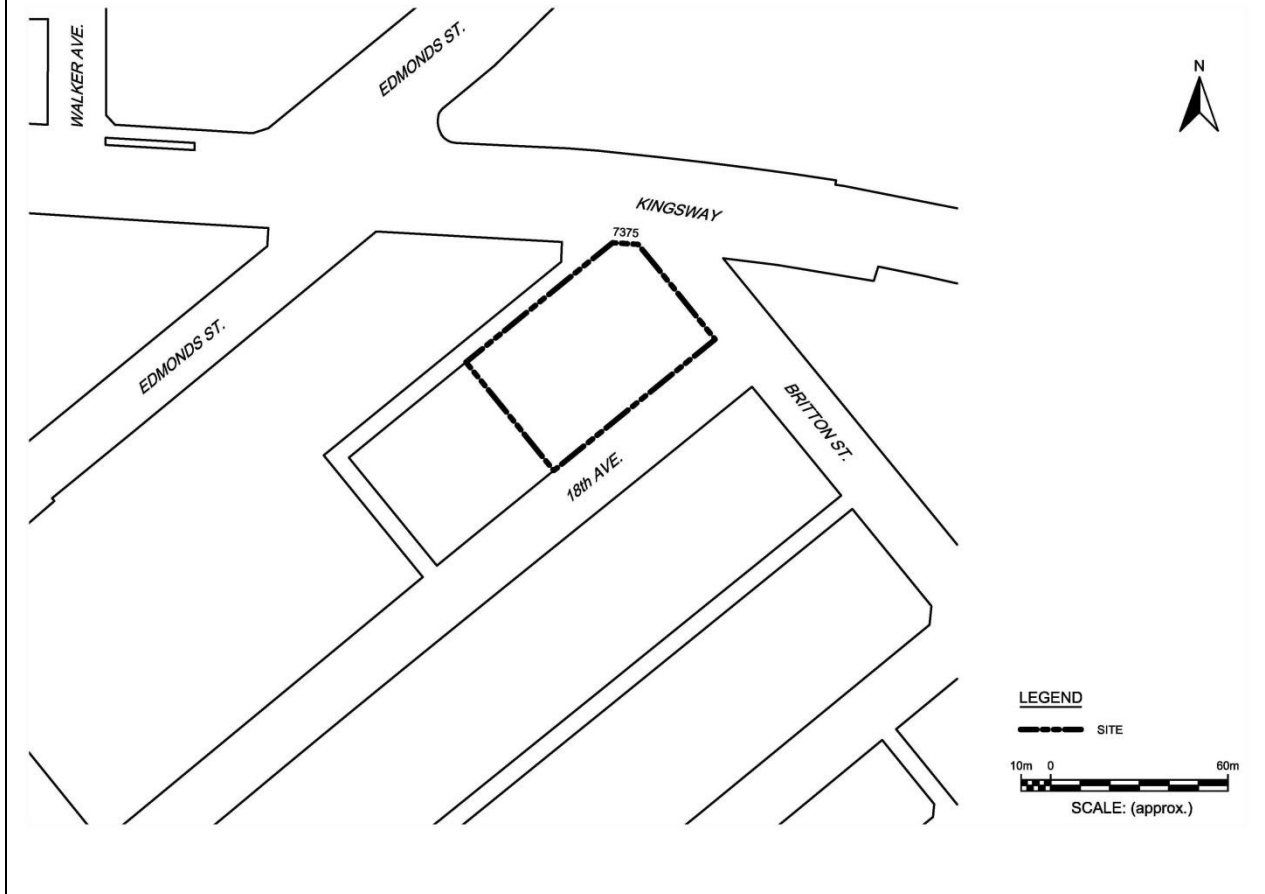 WALKER AVE.
EDMONDS ST.
N
KINGSWAY
7375
EDMONDS ST.
BRITTON ST.
18th AVE.
LEGEND
SITE
10m 0 60m
SCALE: (approx.)